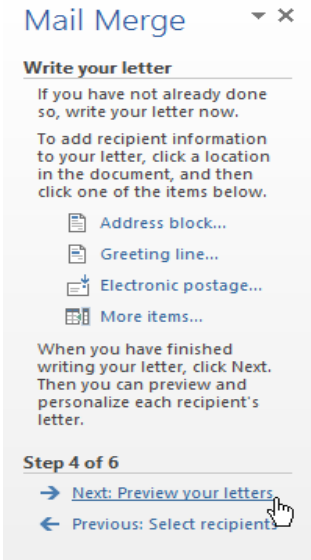 Mail Merge
Write your letter
If you have not already done
so, write your letter now.
To add recipient information
to your letter, click a location
in the document, and then
click one of the items below.
Address block...
Greeting line...
Electronic postage...
More items...
When you have finished
writing your letter, click Next.
Then you can preview and
personalize each recipient's
letter.
Step 4 of 6
Next: Preview your letters
Previous: Select recipients